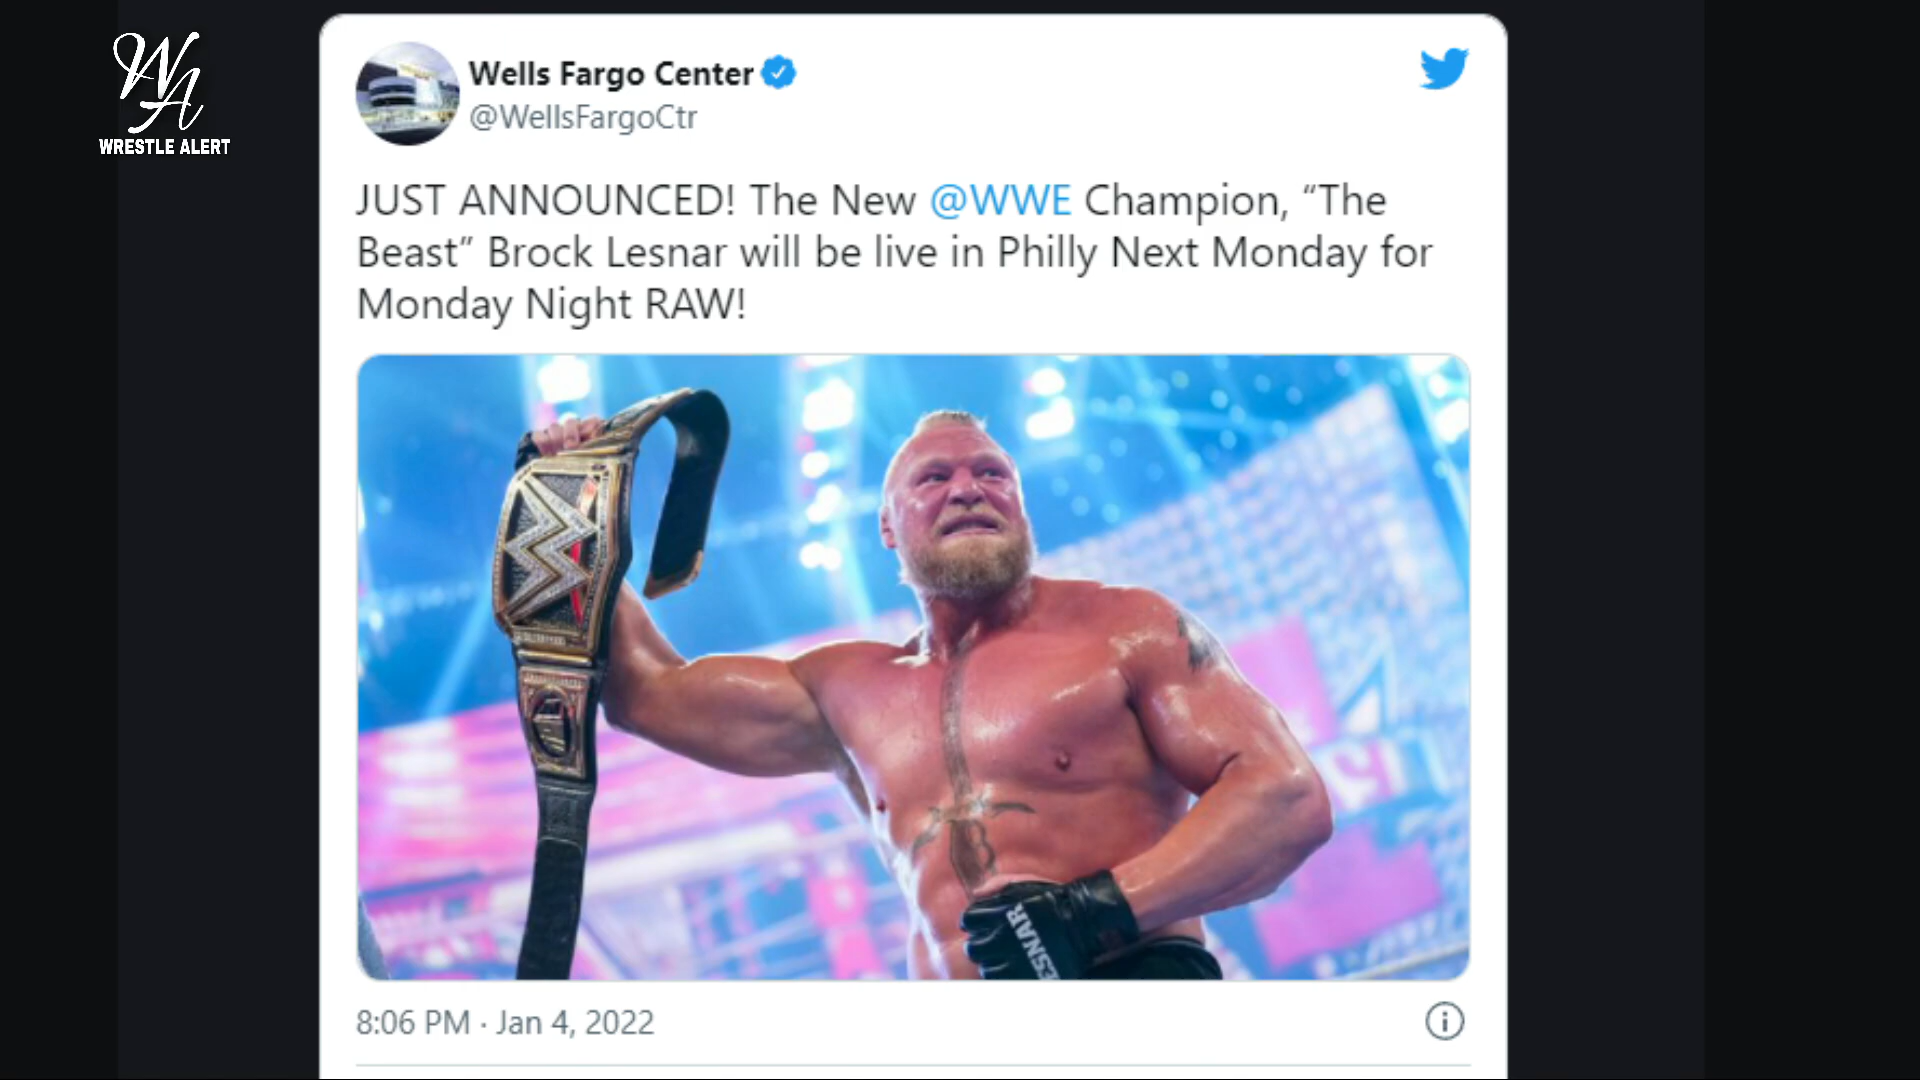 WA
WRESTLE ALERT
Wells Fargo Center
@WellsFargoCtr
JUST ANNOUNCED! The New @WWE Champion, “The
Beast” Brock Lesnar will be live in Philly Next Monday for
Monday Night RAW!
W
ESNAR
8:06 PM · Jan 4, 2022